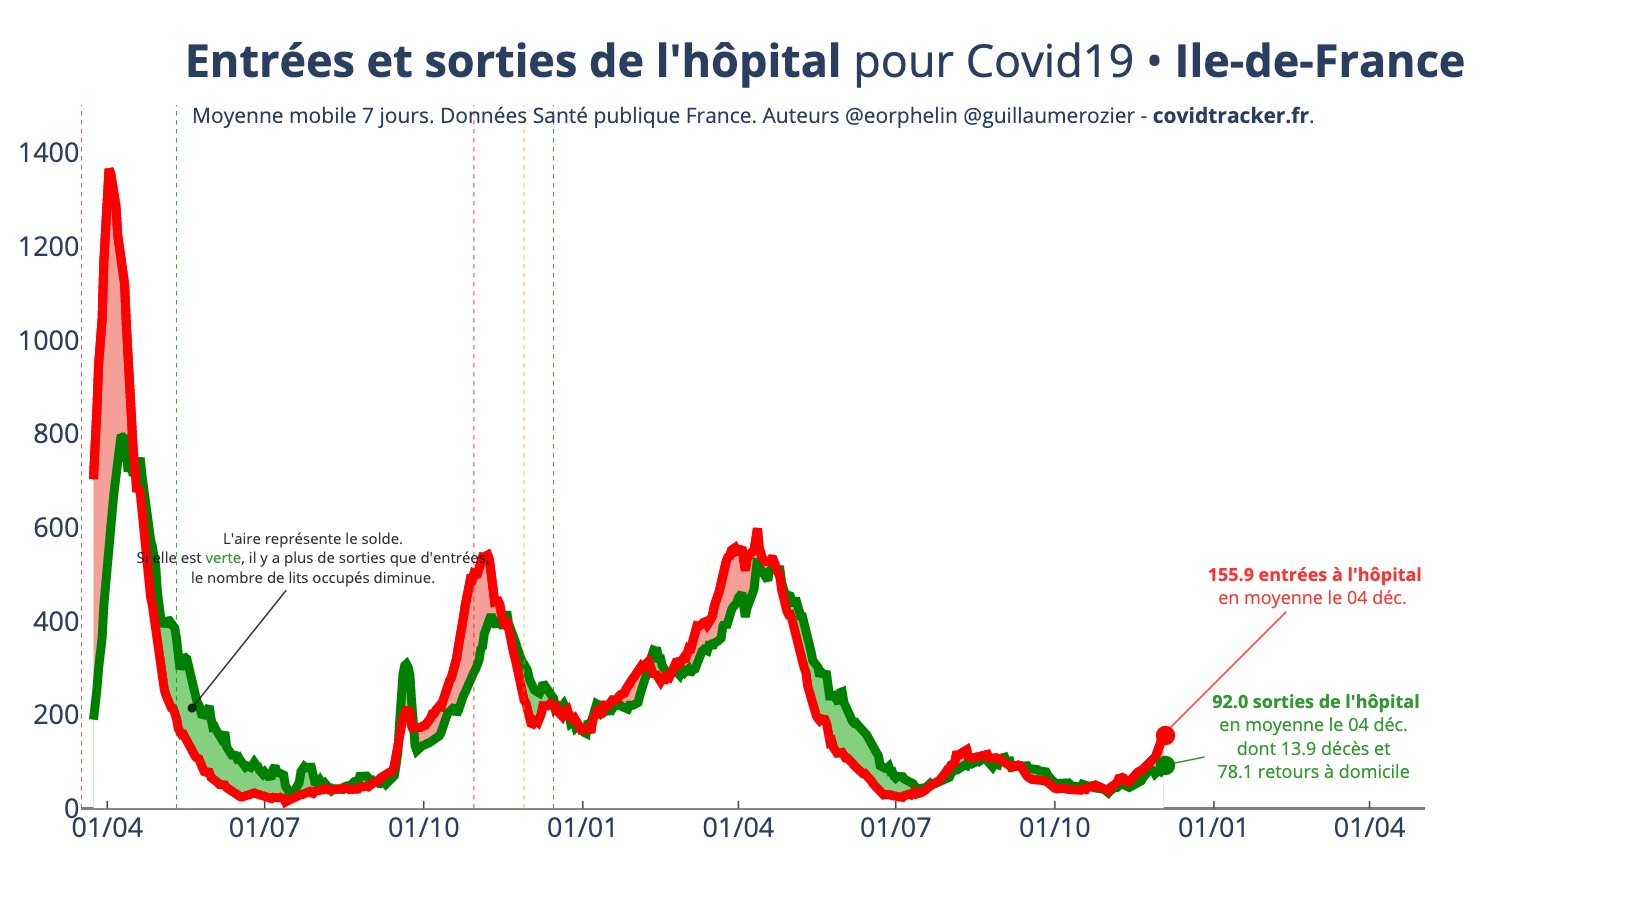 Entrées et sorties de l'hôpital pour Covid19 • Ile-de-France
Moyenne mobile 7 jours. Données Santé publique France. Auteurs @eorphelin @guillaumerozier - covidtracker.fr.
1400
1200
1000
800
600
400
200
0
L'aire représente le solde.
Si elle est verte, il y a plus de sorties que d'entrées,
le nombre de lits occupés diminue.
155.9 entrées à l'hôpital
en moyenne le 04 déc.
92.0 sorties de l'hôpital
en moyenne le 04 déc.
dont 13.9 décès et
78.1 retours à domicile
01/04 01/07 01/10 01/01 01/04 01/07 01/10 01/01 01/04